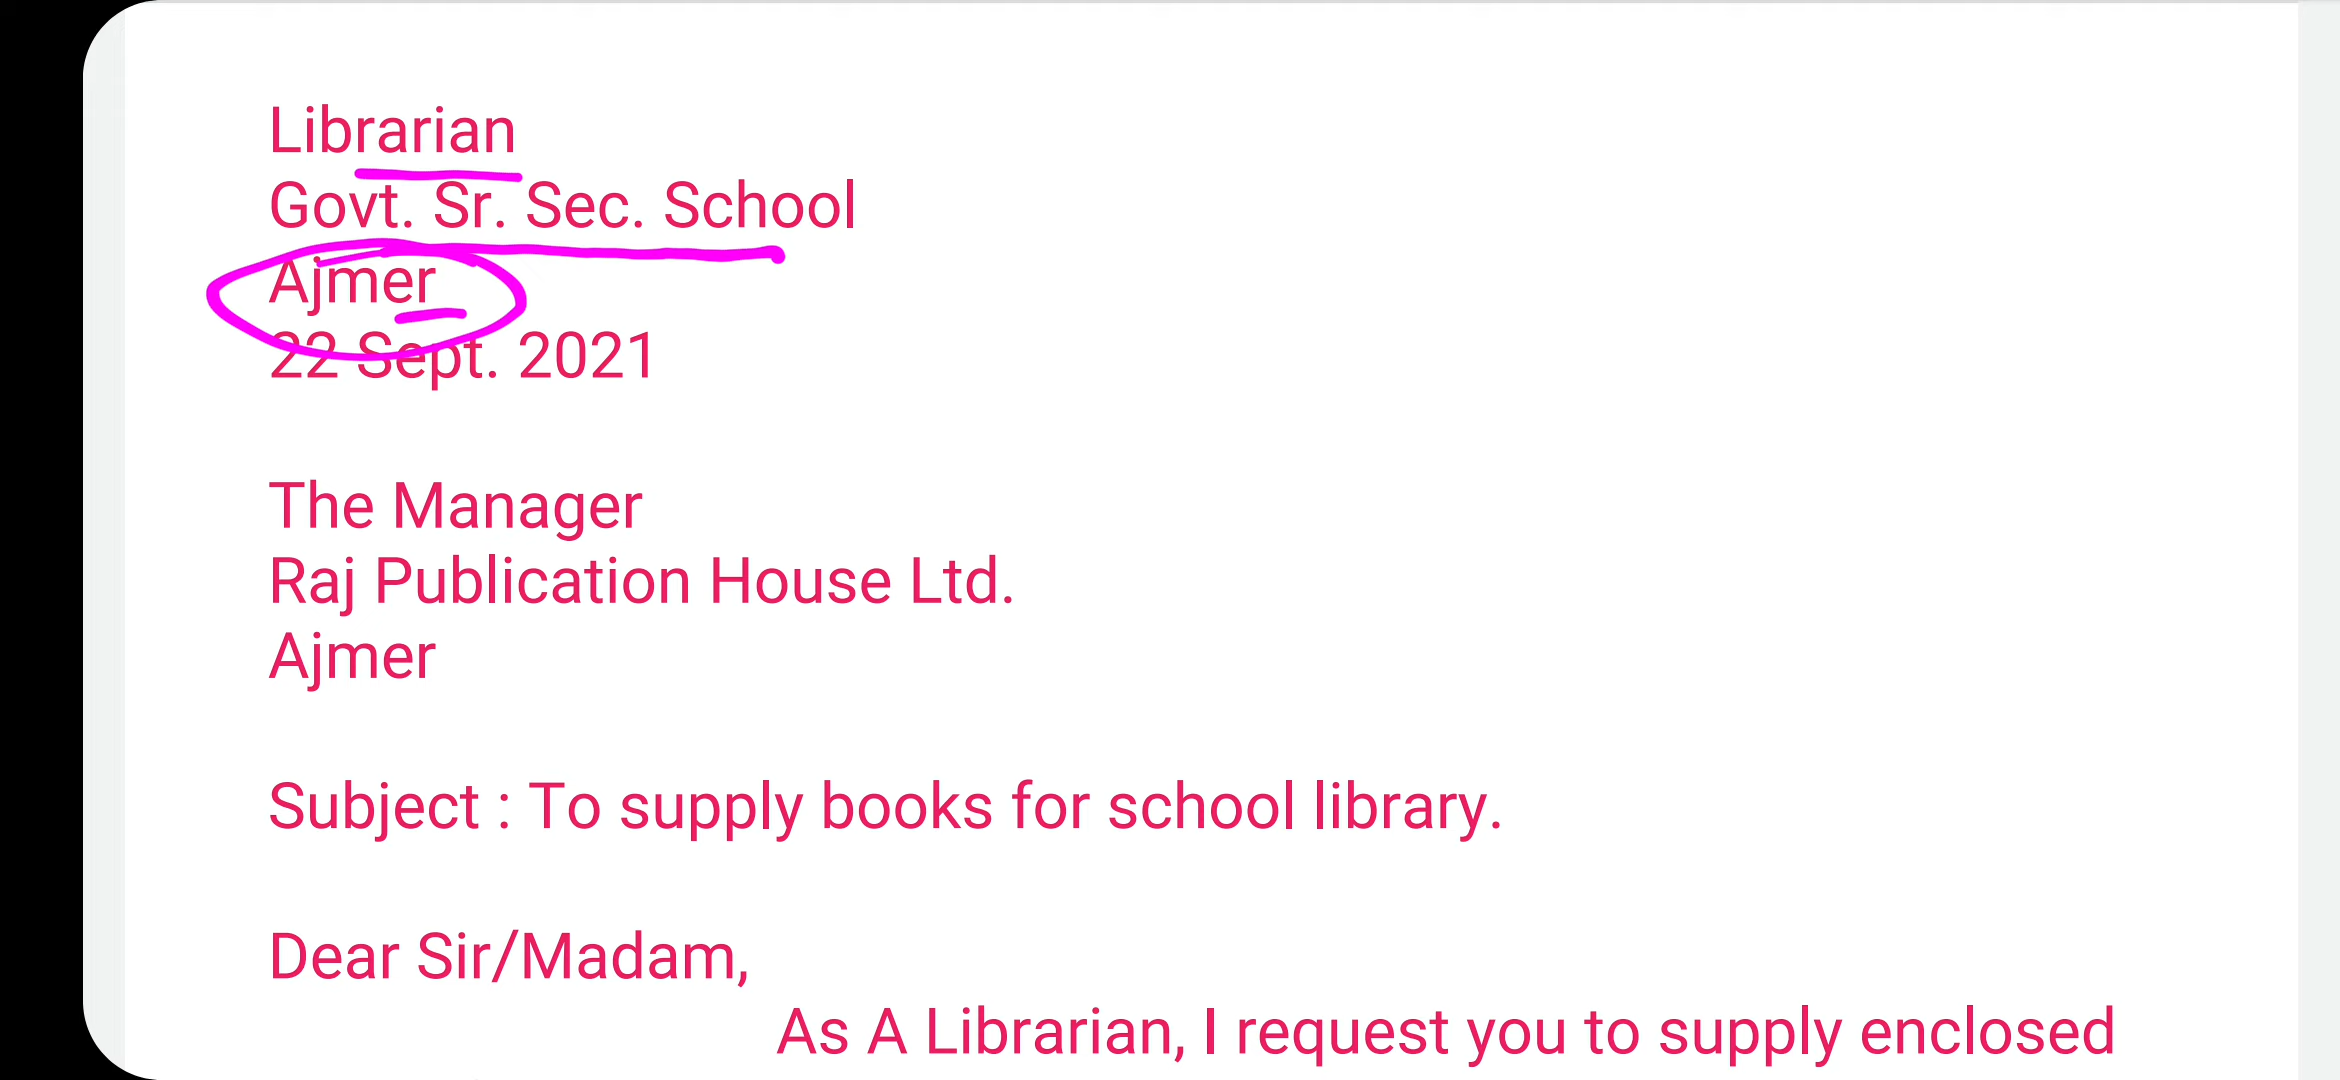 Librarian
Govt. Sr. Sec. School
Ajmer
22 Sept. 2021
The Manager
Raj Publication House Ltd.
Ajmer
Subject : To supply books for school library.
Dear Sir/Madam,
As A Librarian, I request you to supply enclosed